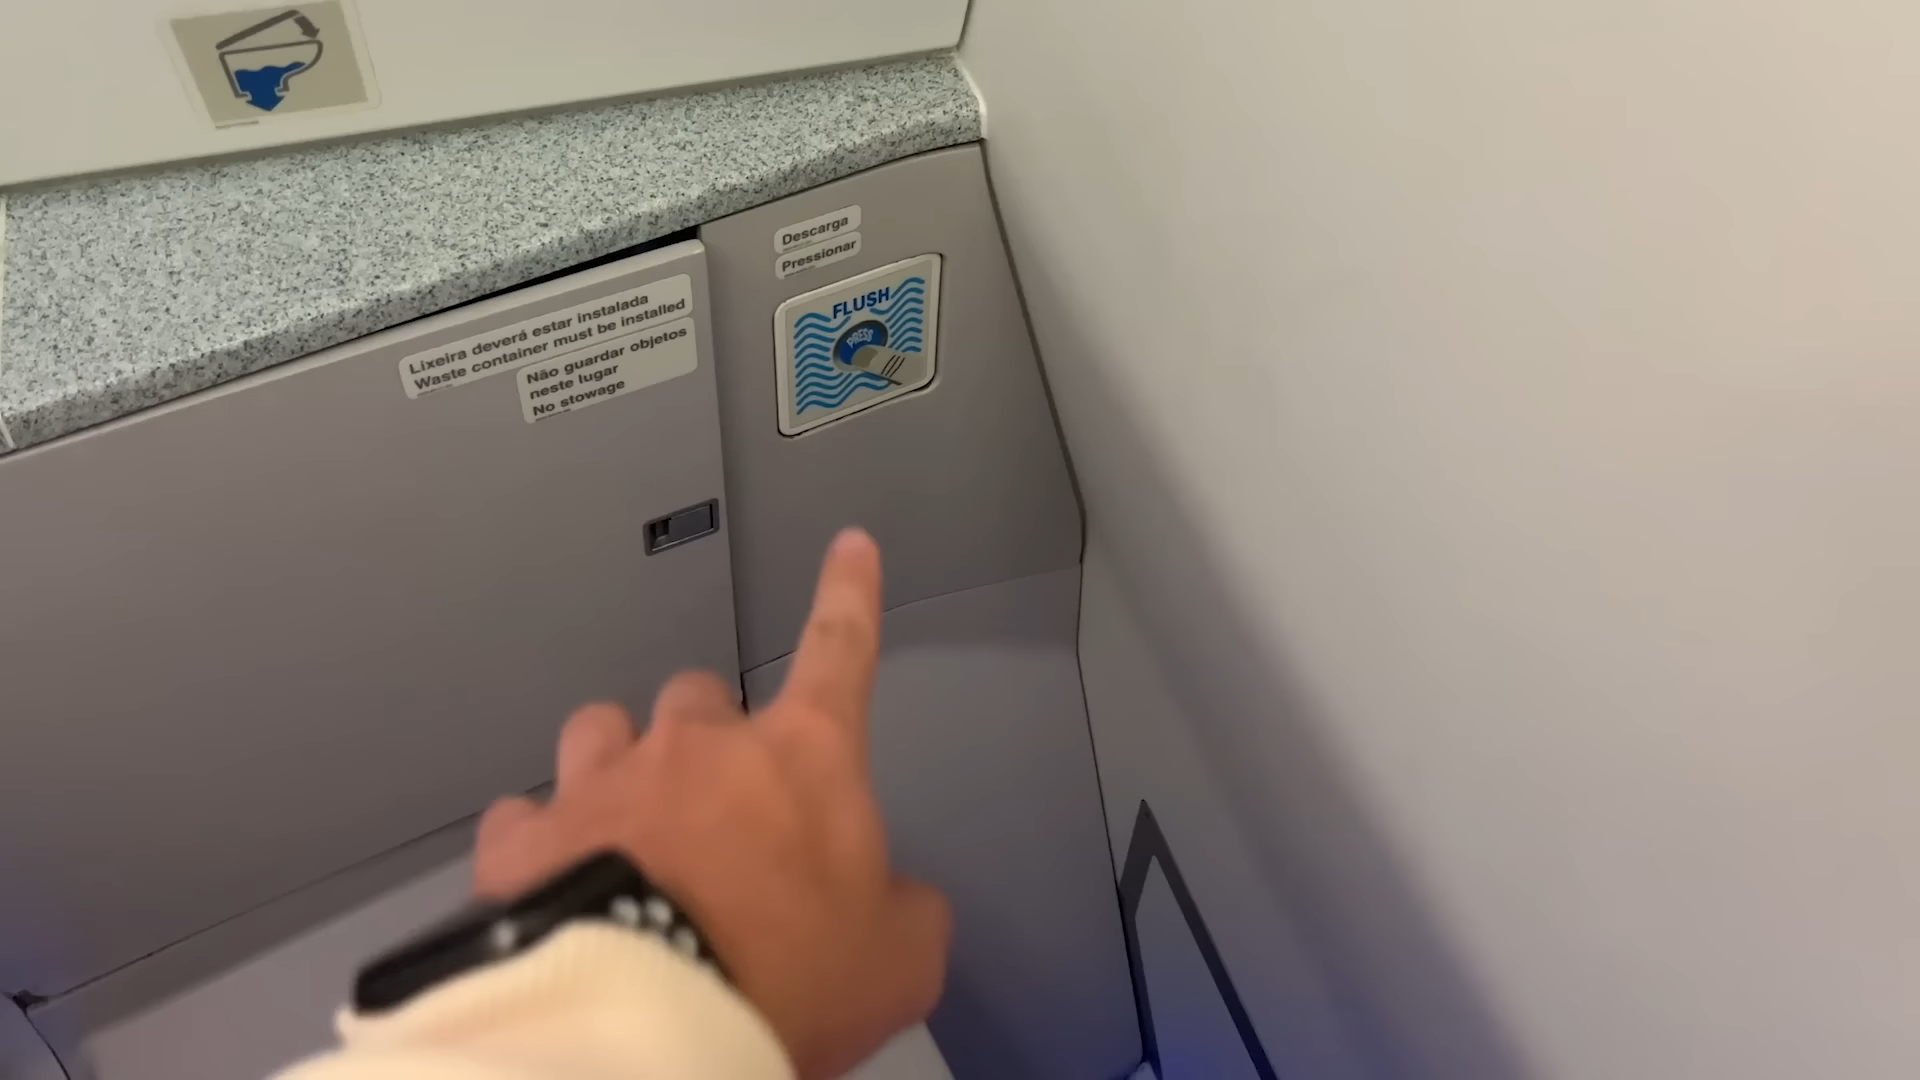 Descarga
Pressionar
FLUSH
PRESS
Lixeira deverá estar instalada
Waste container must be installed
Não guardar objetos
neste lugar
No stowage